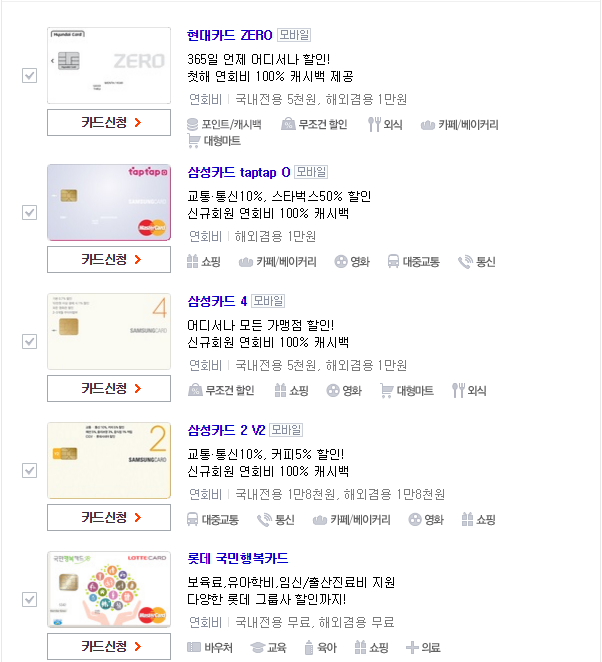 Hyundai Card
ZERO
현대카드 ZERO 모바일
365일 언제 어디서나 할인!
첫해 연회비 100% 캐시백 제공
연회비 국내전용 5천원, 해외겸용 1만원
카드신청
포인트/캐시백 무조건 할인 외식 카페/베이커리
대형마트
taptap O
MasterCard
삼성카드 taptap O 모바일
교통·통신10%, 스타벅스50% 할인
신규회원 연회비 100% 캐시백
연회비 해외겸용 1만원
카드신청
쇼핑 카페/베이커리 영화 대중교통 통신
4
SAMSUNGCARD
삼성카드 4 모바일
어디서나 모든 가맹점 할인!
신규회원 연회비 100% 캐시백
연회비 국내전용 5천원, 해외겸용 1만원
카드신청
무조건 할인 쇼핑 영화 대형마트 외식
2
SAMSUNGCARD
삼성카드 2 V2 모바일
교통·통신10%, 커피5% 할인!
신규회원 연회비 100% 캐시백
연회비 국내전용 1만8천원, 해외겸용 1만8천원
카드신청
대중교통 통신 카페/베이커리 영화 쇼핑
국민행복카드
LOTTECARD
MasterCard
롯데 국민행복카드
보육료,유아학비,임신/출산진료비 지원
다양한 롯데 그룹사 할인까지!
연회비 국내전용 무료, 해외겸용 무료
카드신청
바우처 교육 육아 쇼핑 의료